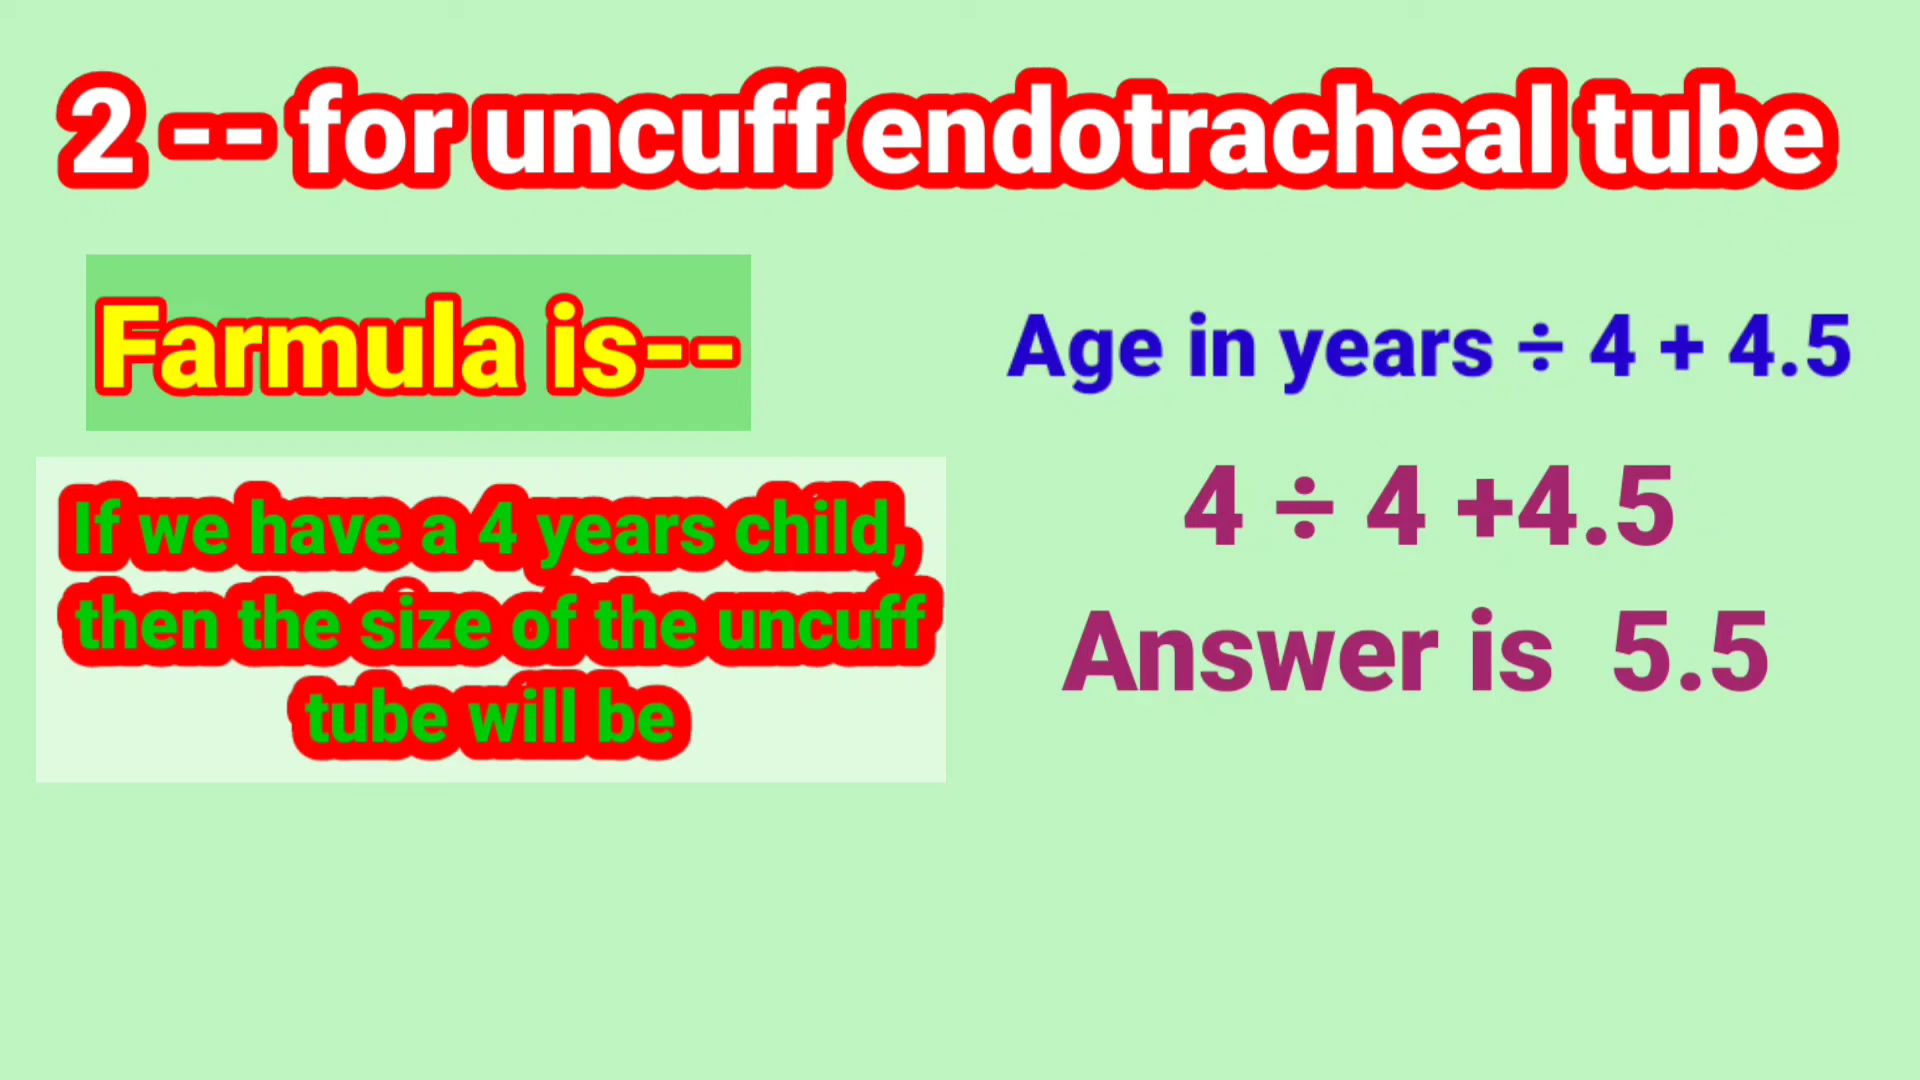 2 -- for uncuff endotracheal tube
Farmula is--
Age in years ÷ 4 + 4.5
If we have a 4 years child,
then the size of the uncuff
tube will be
4 ÷ 4 +4.5
Answer is 5.5